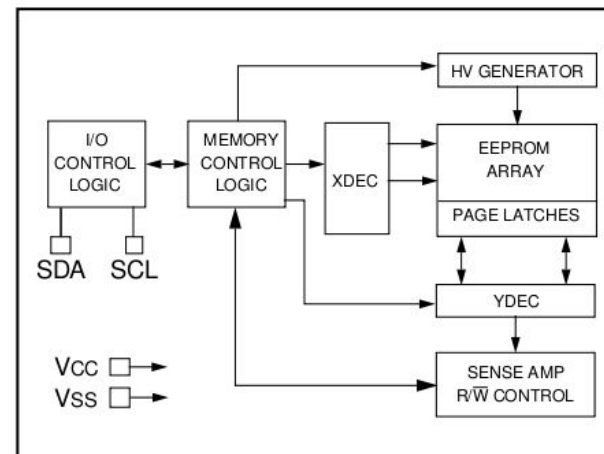 HV GENERATOR
I/O
CONTROL
LOGIC
MEMORY
CONTROL
LOGIC
XDEC
EEPROM
ARRAY
PAGE LATCHES
SDA
SCL
YDEC
VCC
VSS
SENSE AMP
R/W̅ CONTROL